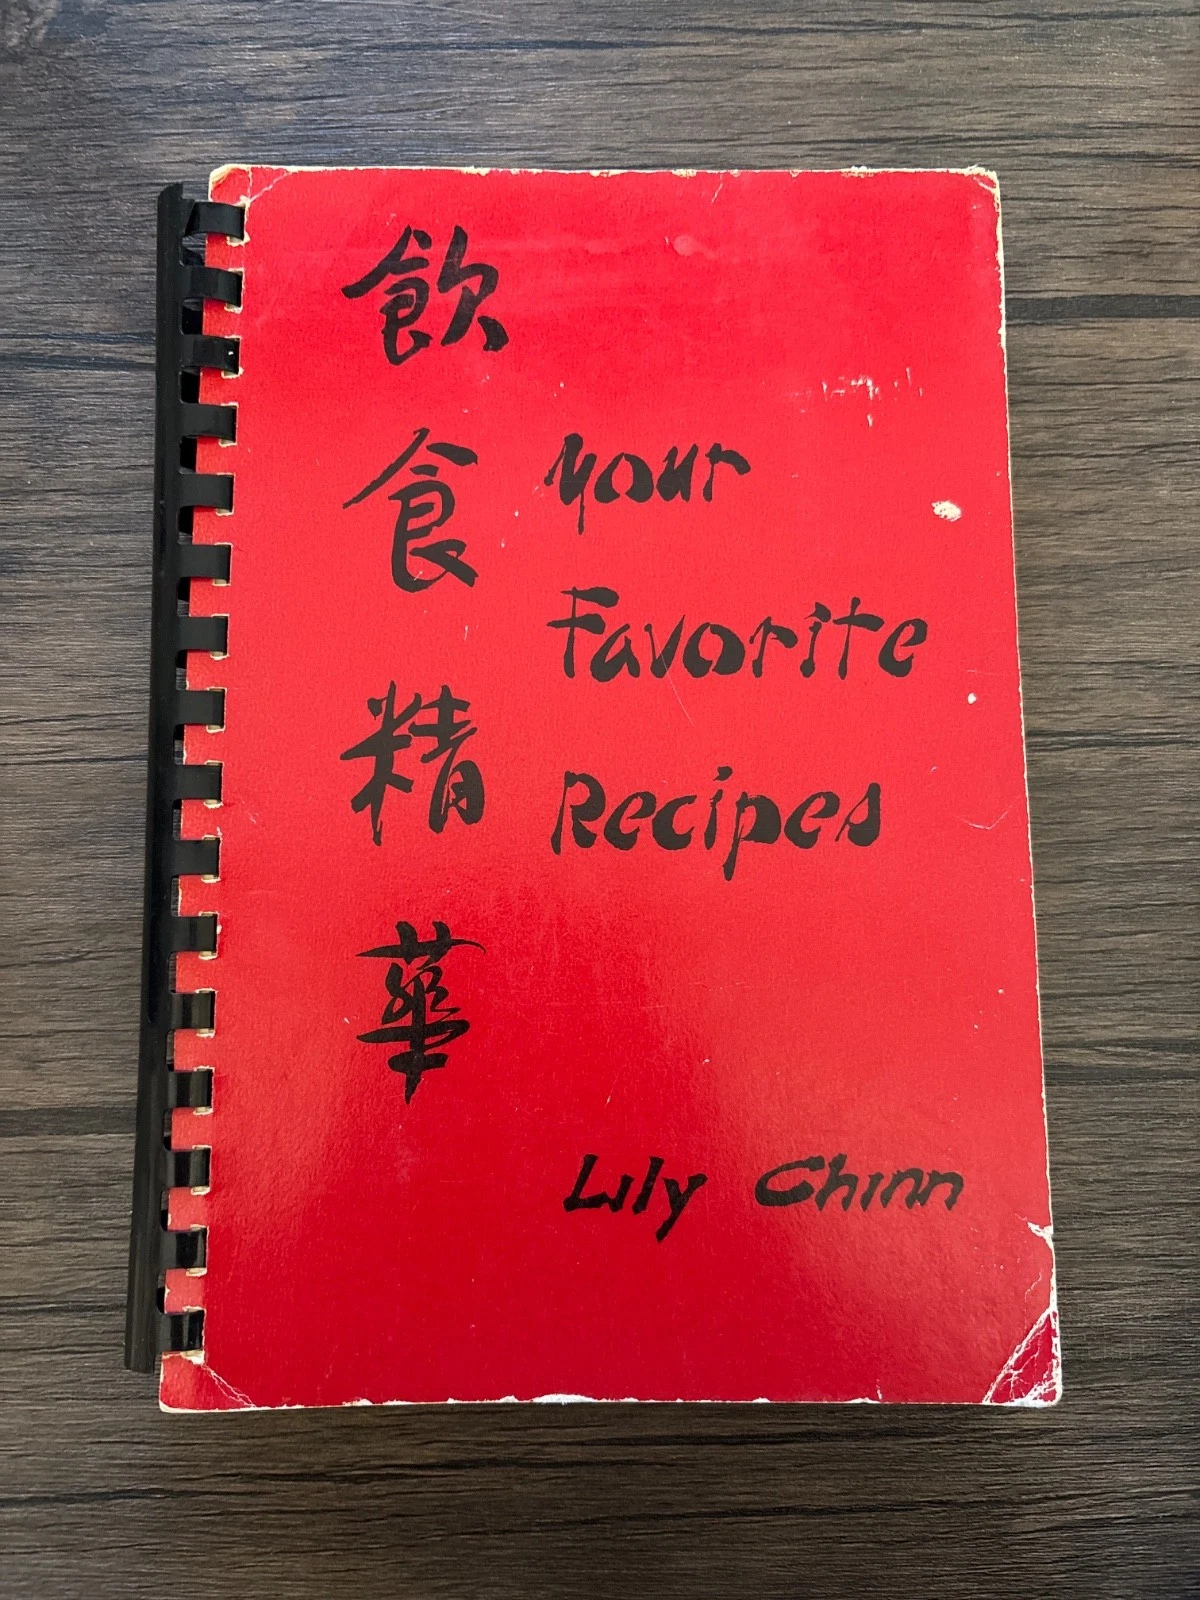 飲食精華
your
Favorite
Recipes
Lily Chinn